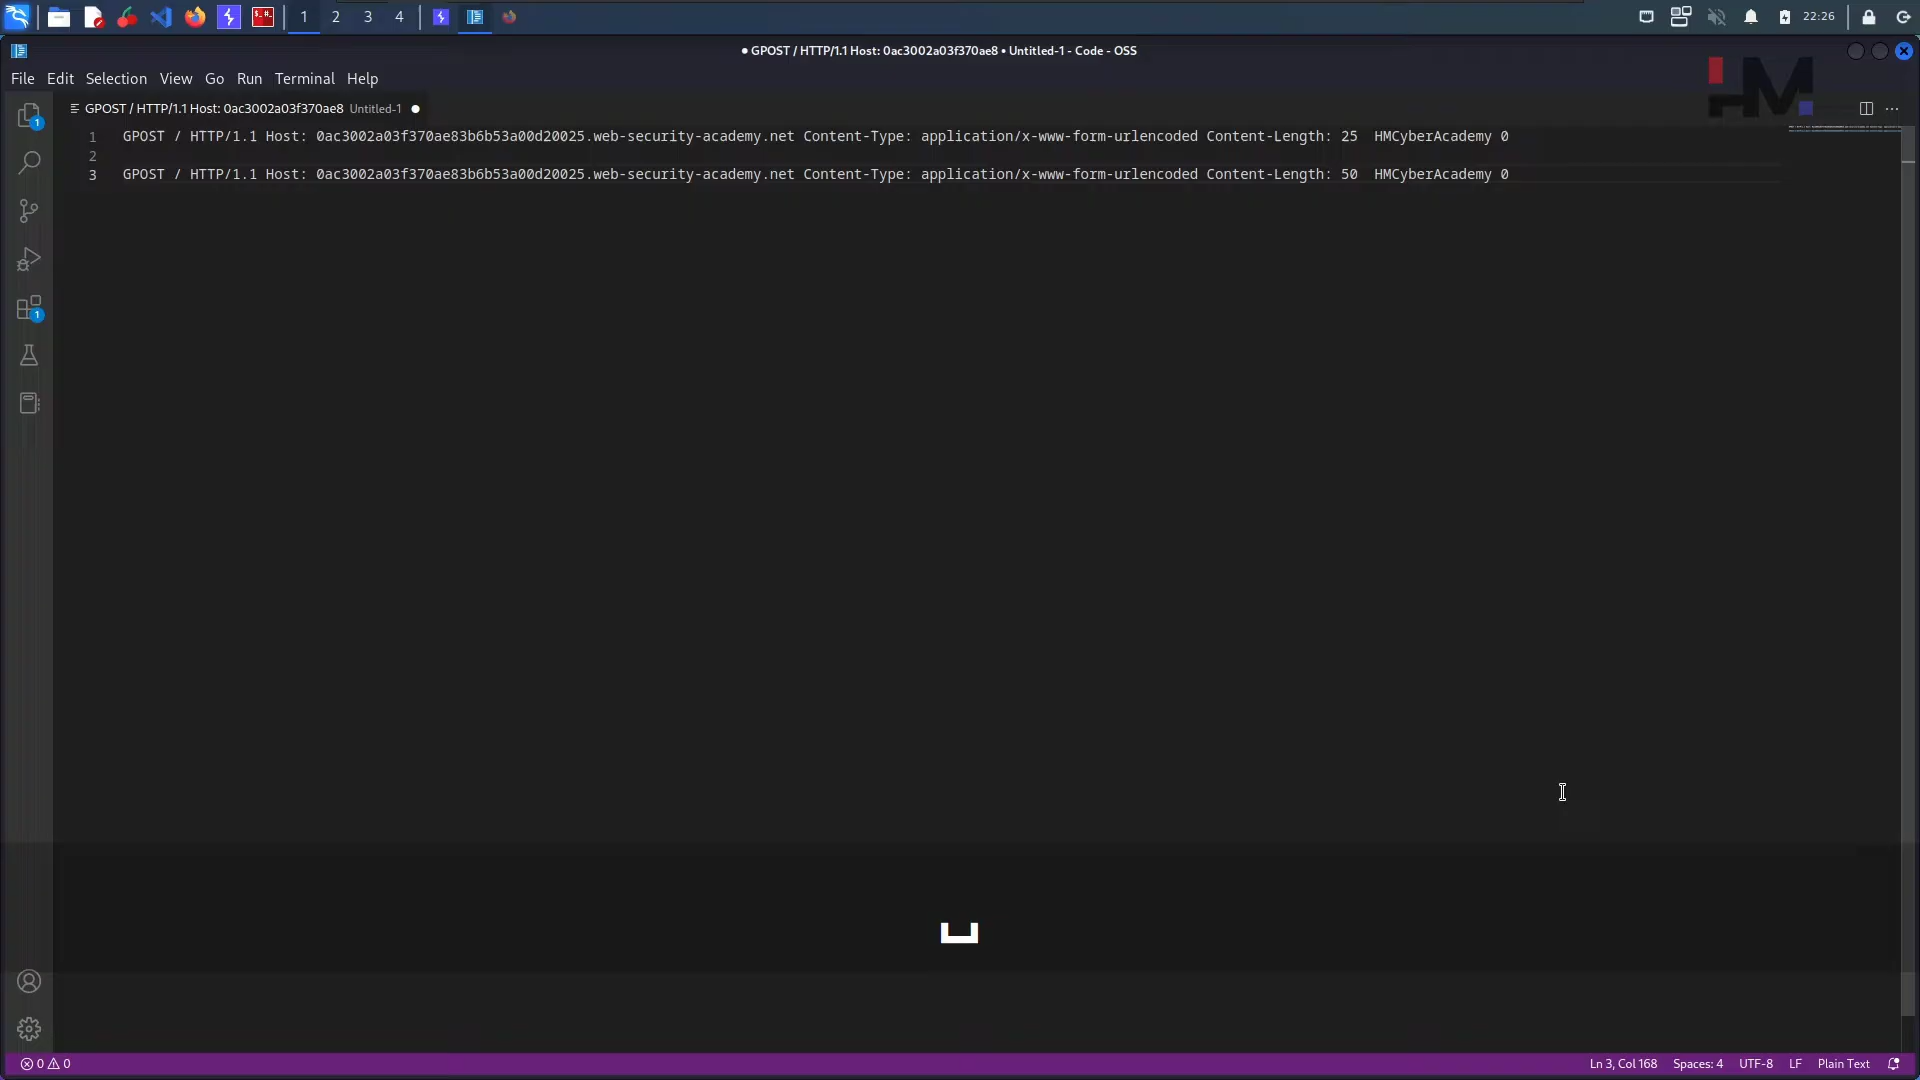 1 2 3 4 22:26
● GPOST / HTTP/1.1 Host: 0ac3002a03f370ae8 • Untitled-1 - Code - OSS
File Edit Selection View Go Run Terminal Help
HM
GPOST / HTTP/1.1 Host: 0ac3002a03f370ae8 Untitled-1 ●
1 GPOST / HTTP/1.1 Host: 0ac3002a03f370ae83b6b53a00d20025.web-security-academy.net Content-Type: application/x-www-form-urlencoded Content-Length: 25  HMCyberAcademy 0
2
3 GPOST / HTTP/1.1 Host: 0ac3002a03f370ae83b6b53a00d20025.web-security-academy.net Content-Type: application/x-www-form-urlencoded Content-Length: 50  HMCyberAcademy 0
1
1
0 0 Ln 3, Col 168 Spaces: 4 UTF-8 LF Plain Text